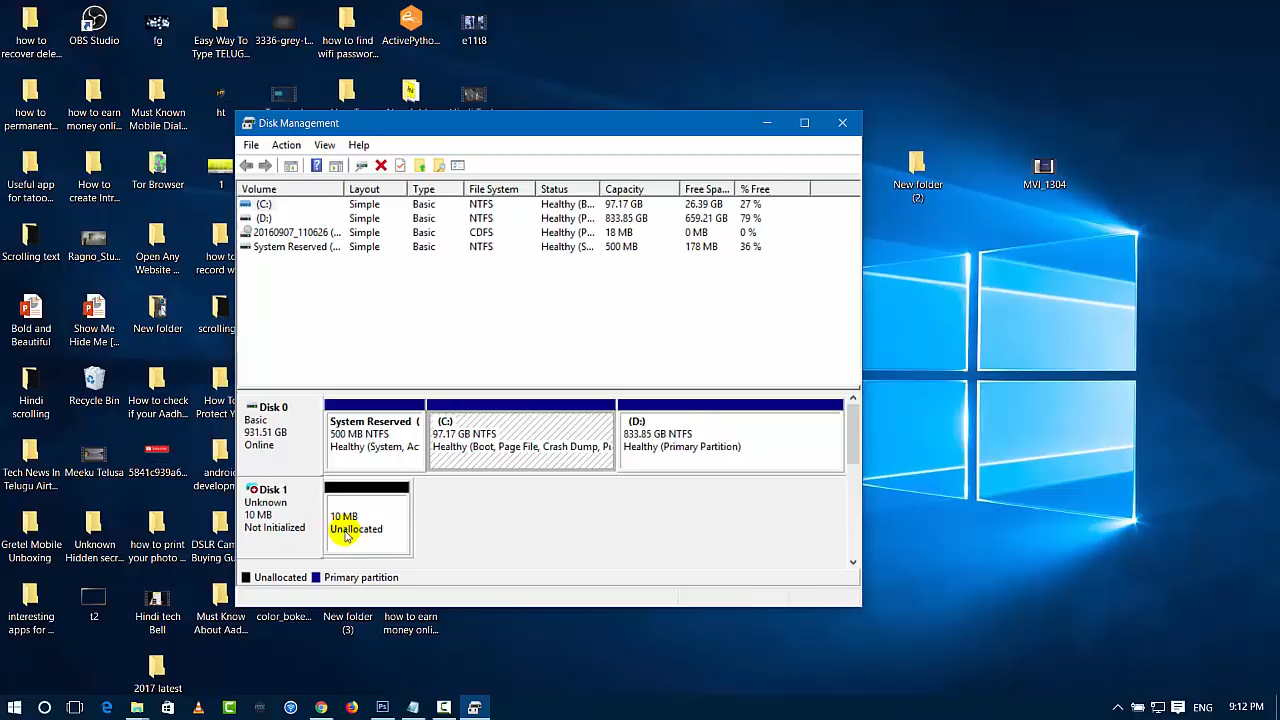 how to
recover dele...
OBS Studio
fg
Easy Way To
Type TELUG...
3336-grey-t...
how to find
wifi passwor...
ActivePytho...
e11t8
how to
permanent...
how to earn
money onli...
Must Known
Mobile Dial...
ht
Useful app
for tatoo...
How to
create Intr...
Tor Browser
1
New folder
(2)
MVI_1304
Scrolling text
Ragno_Stu...
Open Any
Website ...
how to
record w
Bold and
Beautiful
Show Me
Hide Me [...
New folder
scrolling
Hindi
scrolling
Recycle Bin
How to check
if your Aadh...
How To
Protect Y
Tech News In
Telugu Airt...
Meeku Telusa
5841c939a6...
android
developm
Gretel Mobile
Unboxing
Unknown
Hidden secr...
how to print
your photo ...
DSLR Cam
Buying Gu
interesting
apps for ...
t2
Hindi tech
Bell
Must Know
About Aad...
color_boke...
New folder
(3)
how to earn
money onli...
2017 latest
Disk Management
File Action View Help
Volume Layout Type File System Status Capacity Free Spa... % Free
(C:) Simple Basic NTFS Healthy (B... 97.17 GB 26.39 GB 27 %
(D:) Simple Basic NTFS Healthy (P... 833.85 GB 659.21 GB 79 %
20160907_110626 (... Simple Basic CDFS Healthy (P... 18 MB 0 MB 0 %
System Reserved (... Simple Basic NTFS Healthy (S... 500 MB 178 MB 36 %
Disk 0
Basic
931.51 GB
Online
System Reserved (
500 MB NTFS
Healthy (System, Ac
(C:)
97.17 GB NTFS
Healthy (Boot, Page File, Crash Dump, Pi
(D:)
833.85 GB NTFS
Healthy (Primary Partition)
Disk 1
Unknown
10 MB
Not Initialized
10 MB
Unallocated
Unallocated Primary partition
ENG 9:12 PM